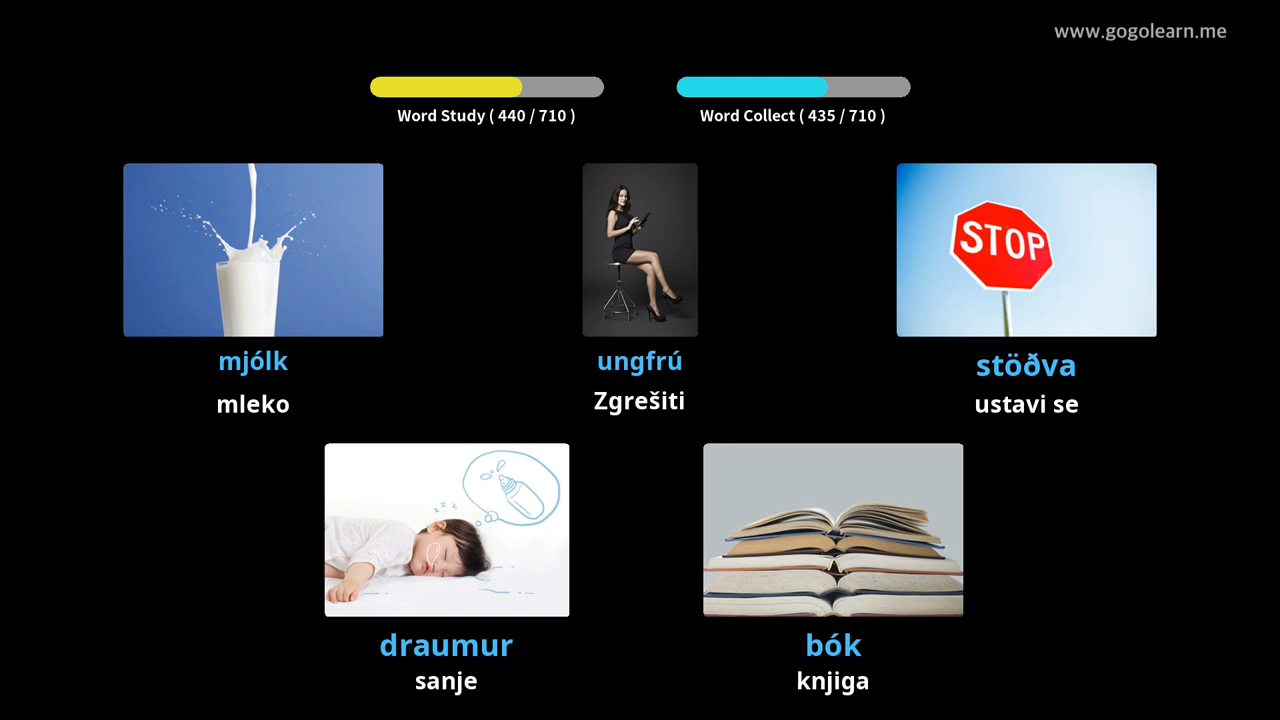 www.gogolearn.me
Word Study ( 440 / 710 )
Word Collect ( 435 / 710 )
STOP
mjólk
ungfrú
stöðva
mleko
Zgrešiti
ustavi se
draumur
bók
sanje
knjiga